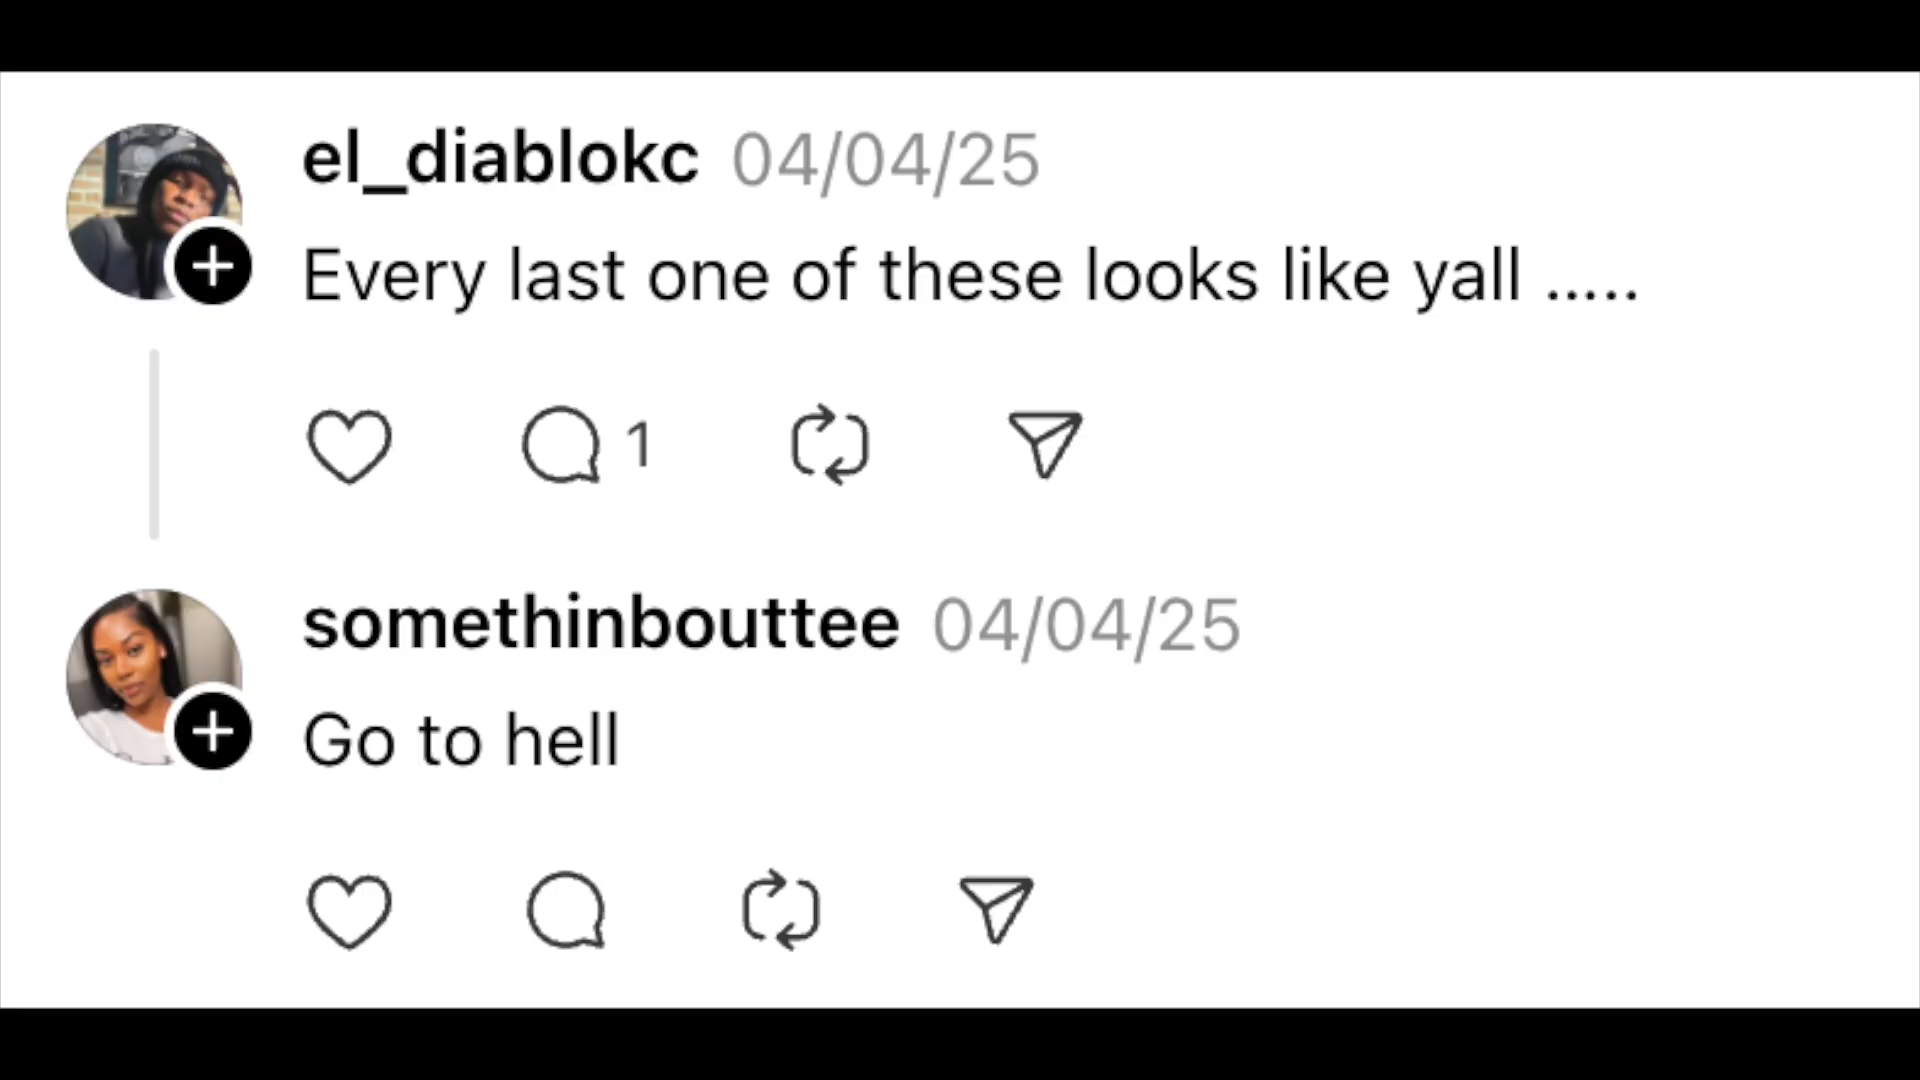 el_diablokc 04/04/25
Every last one of these looks like yall .....
1
somethinbouttee 04/04/25
Go to hell